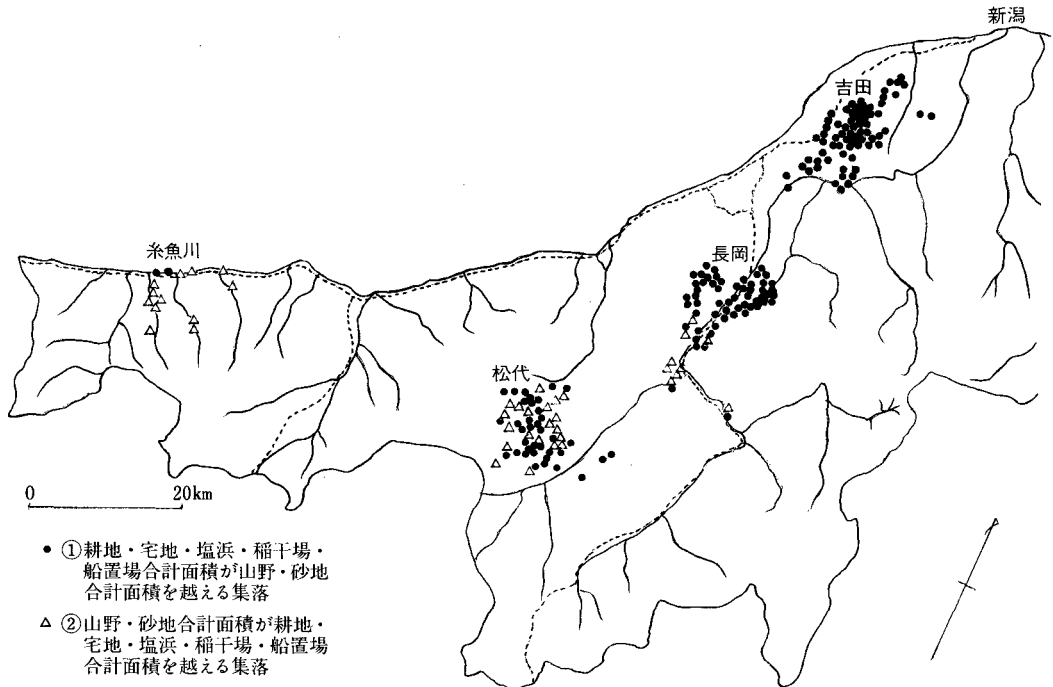 新潟
吉田
長岡
糸魚川
松代
0 20km
● ①耕地・宅地・塩浜・稲干場・
船置場合計面積が山野・砂地
合計面積を越える集落
△ ②山野・砂地合計面積が耕地・
宅地・塩浜・稲干場・船置場
合計面積を越える集落